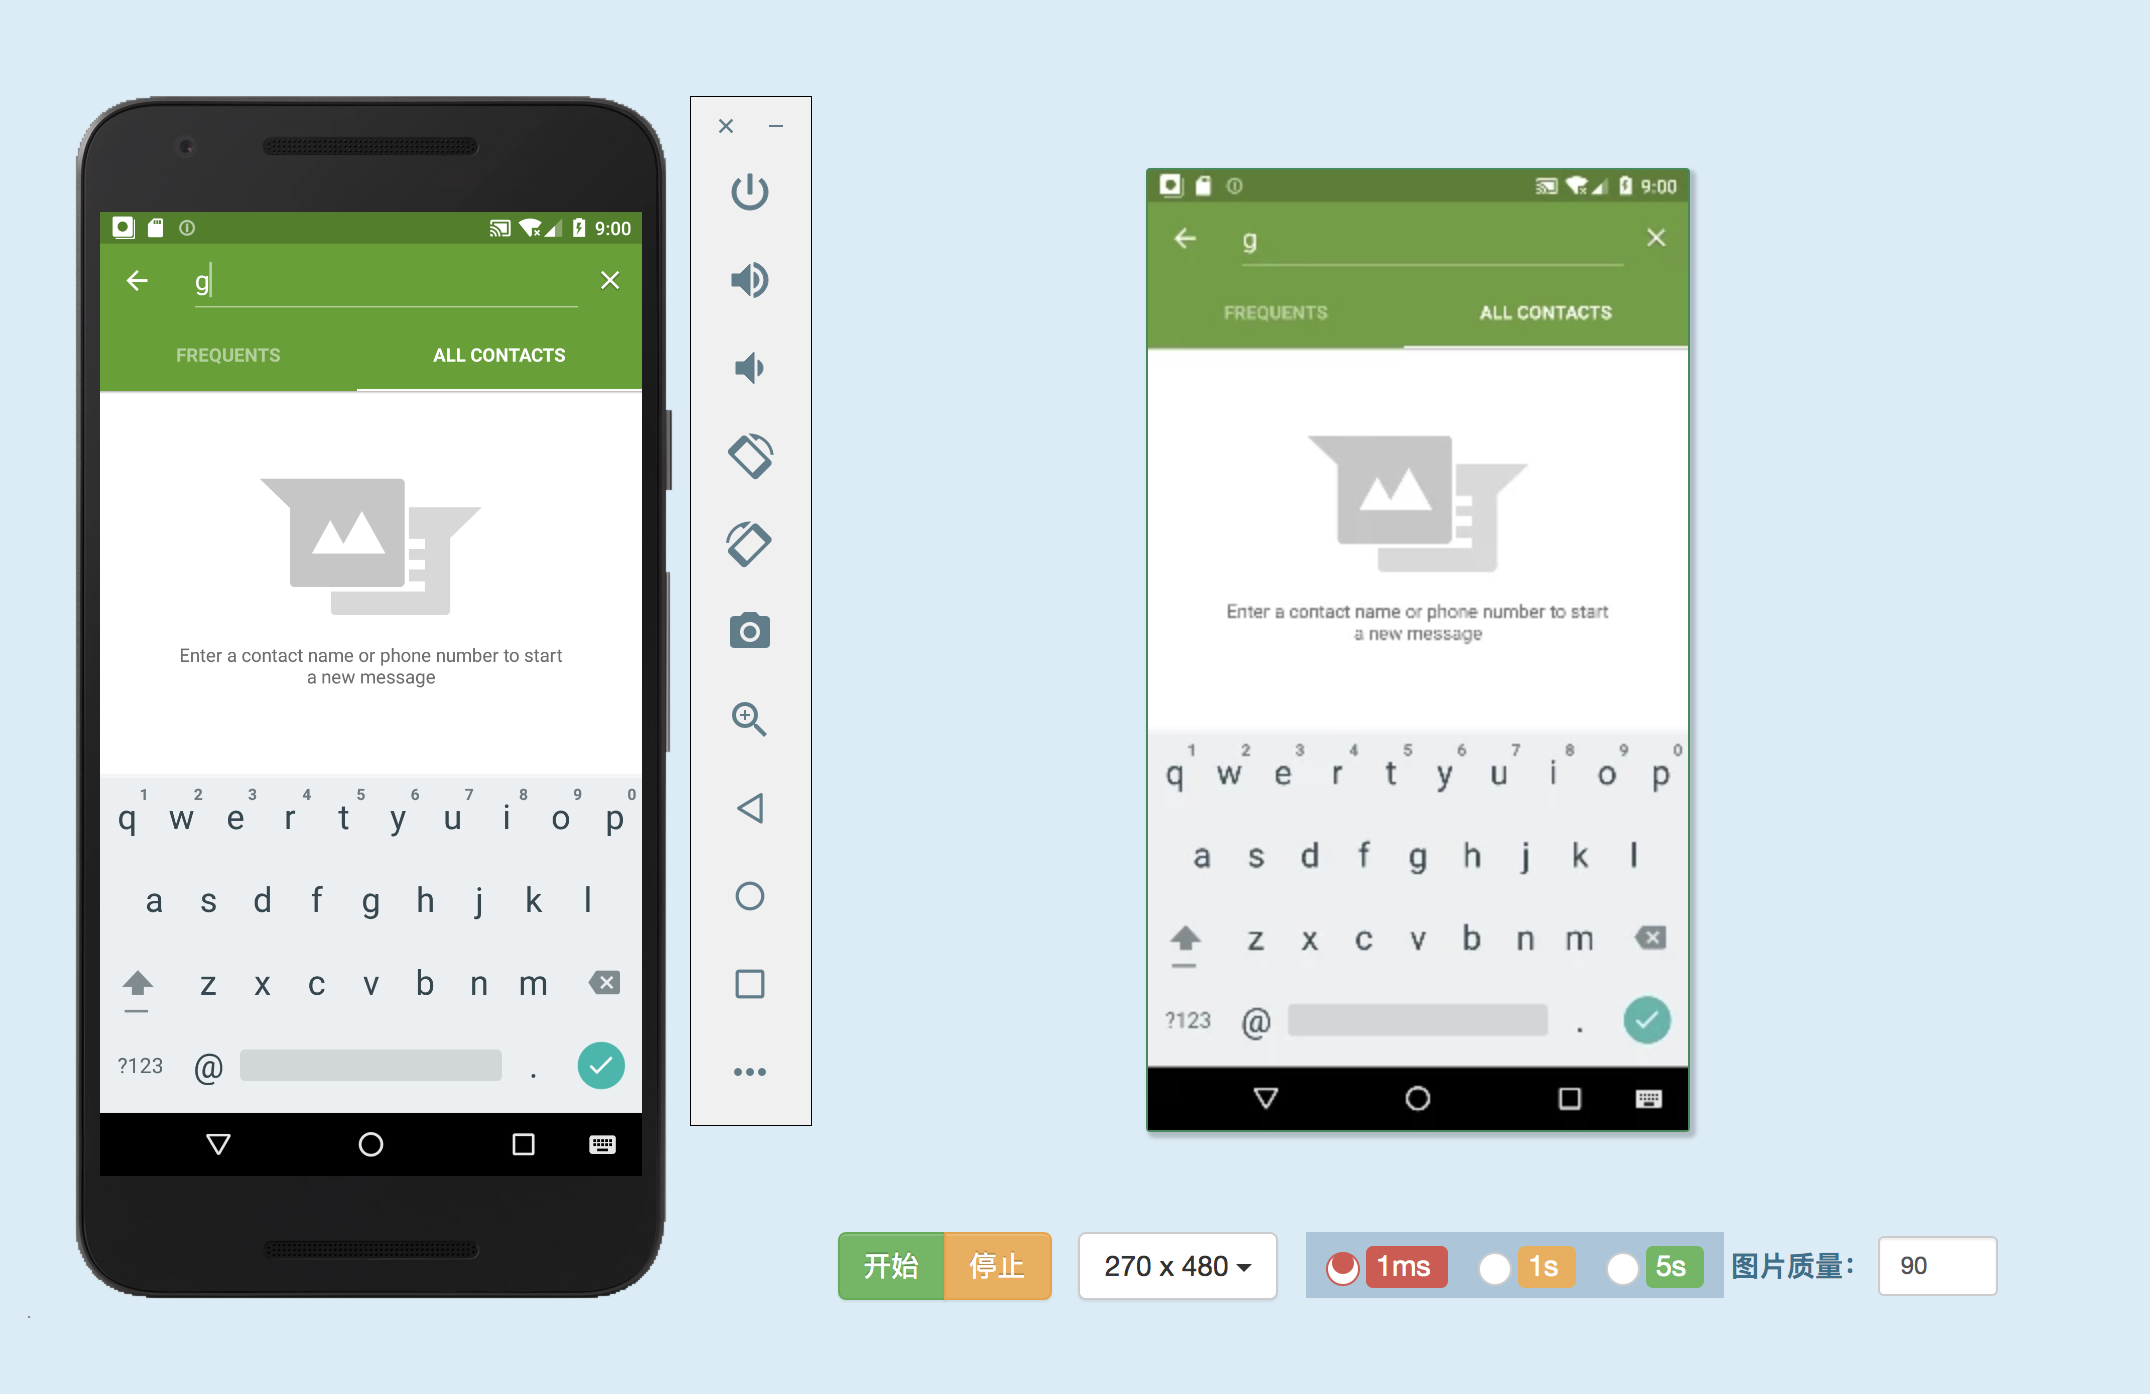 9:00
g
FREQUENTS ALL CONTACTS
Enter a contact name or phone number to start
a new message
1 2 3 4 5 6 7 8 9 0
q w e r t y u i o p
a s d f g h j k l
z x c v b n m
?123 @ .
9:00
g
FREQUENTS ALL CONTACTS
Enter a contact name or phone number to start
a new message
1 2 3 4 5 6 7 8 9 0
q w e r t y u i o p
a s d f g h j k l
z x c v b n m
?123 @ .
开始 停止 270 x 480 1ms 1s 5s 图片质量： 90